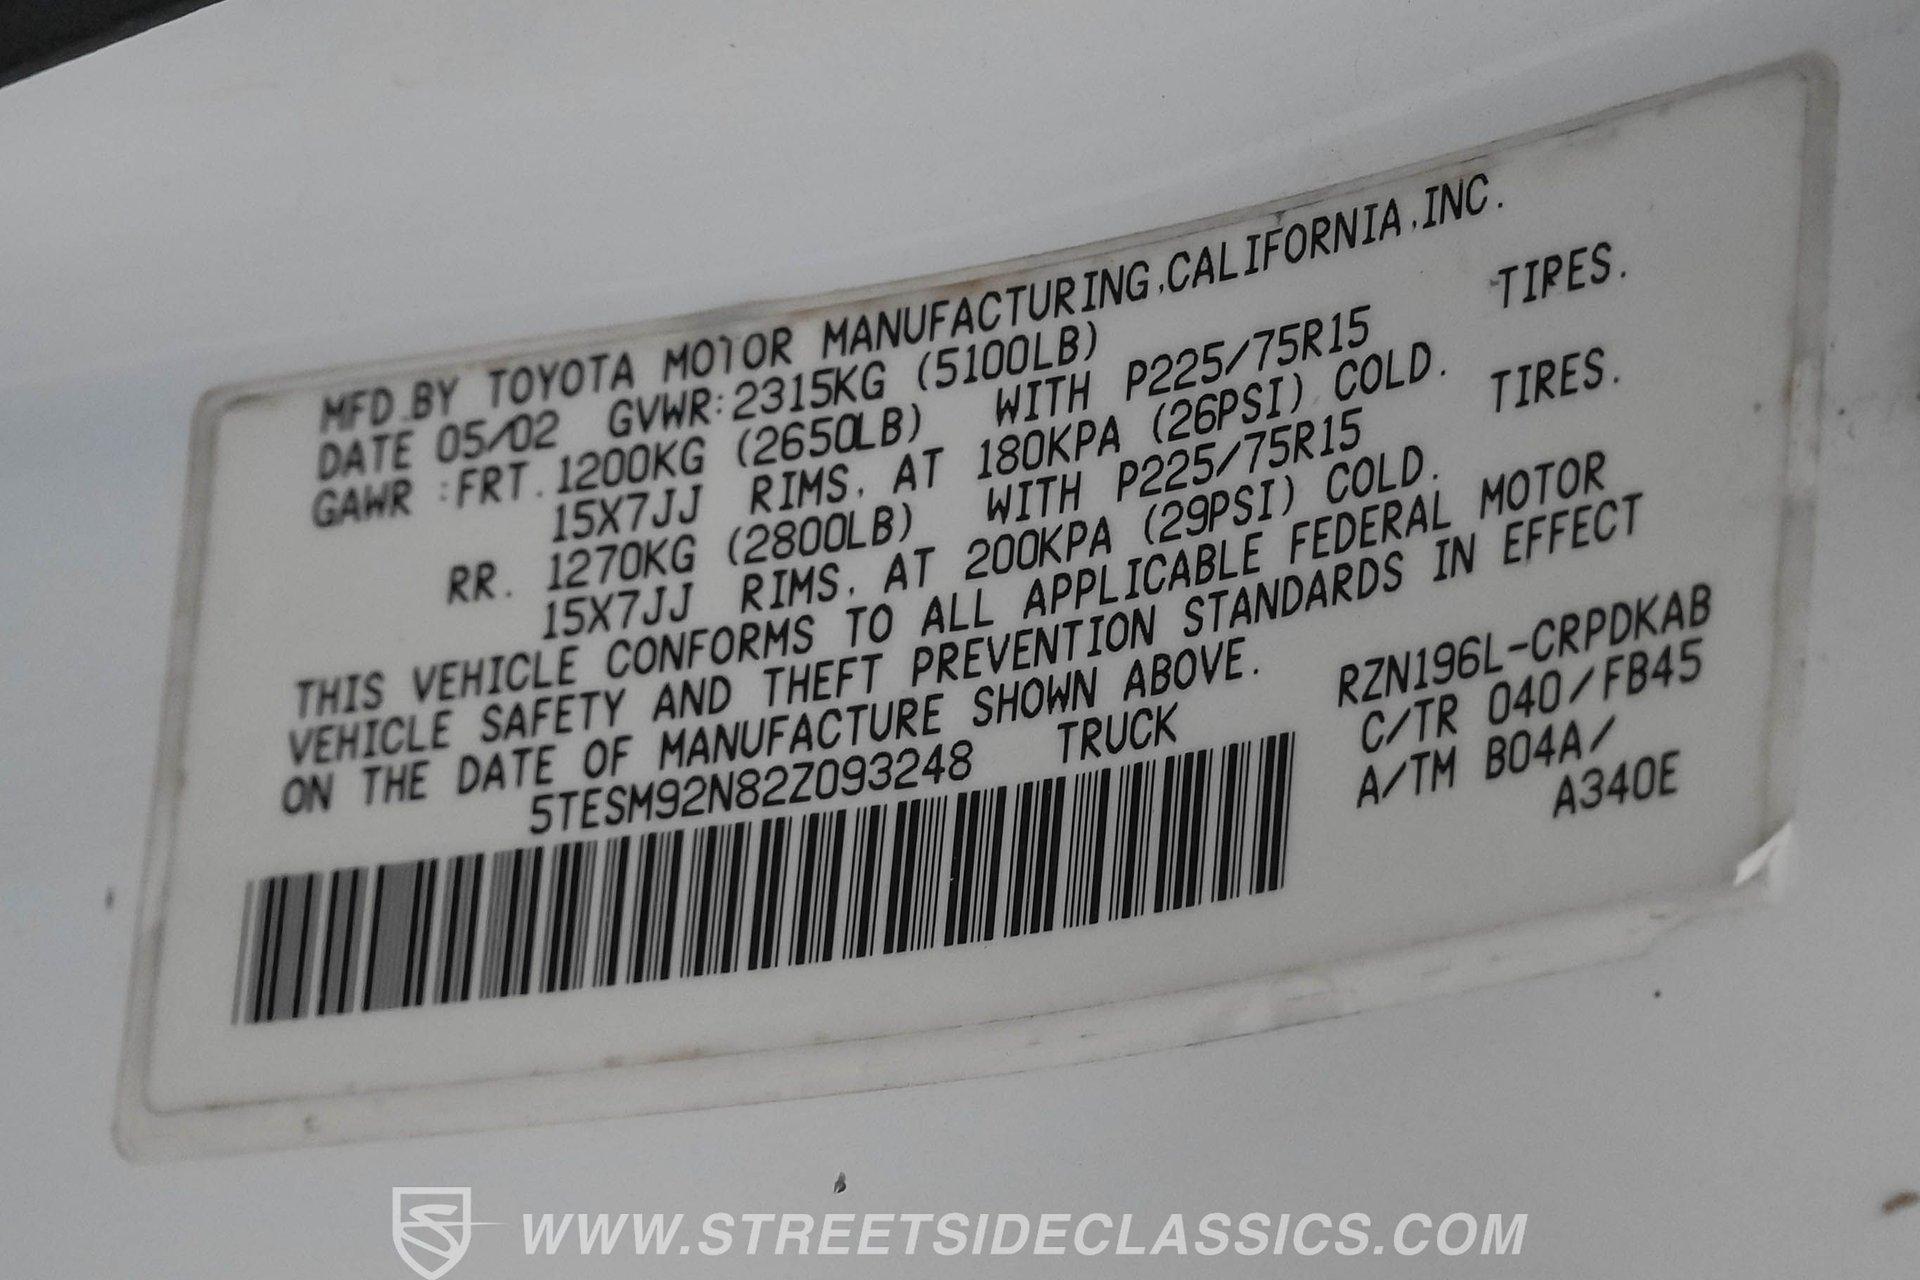 MFD.BY TOYOTA MOTOR MANUFACTURING,CALIFORNIA,INC.
DATE 05/02 GVWR:2315KG (5100LB)
GAWR :FRT. 1200KG (2650LB) WITH P225/75R15 TIRES.
15X7JJ RIMS, AT 180KPA (26PSI) COLD.
RR. 1270KG (2800LB) WITH P225/75R15 TIRES.
15X7JJ RIMS, AT 200KPA (29PSI) COLD.
THIS VEHICLE CONFORMS TO ALL APPLICABLE FEDERAL MOTOR
VEHICLE SAFETY AND THEFT PREVENTION STANDARDS IN EFFECT
ON THE DATE OF MANUFACTURE SHOWN ABOVE.
5TESM92N82Z093248 TRUCK
RZN196L-CRPDKAB
C/TR 040/FB45
A/TM B04A/
A340E
WWW.STREETSIDECLASSICS.COM